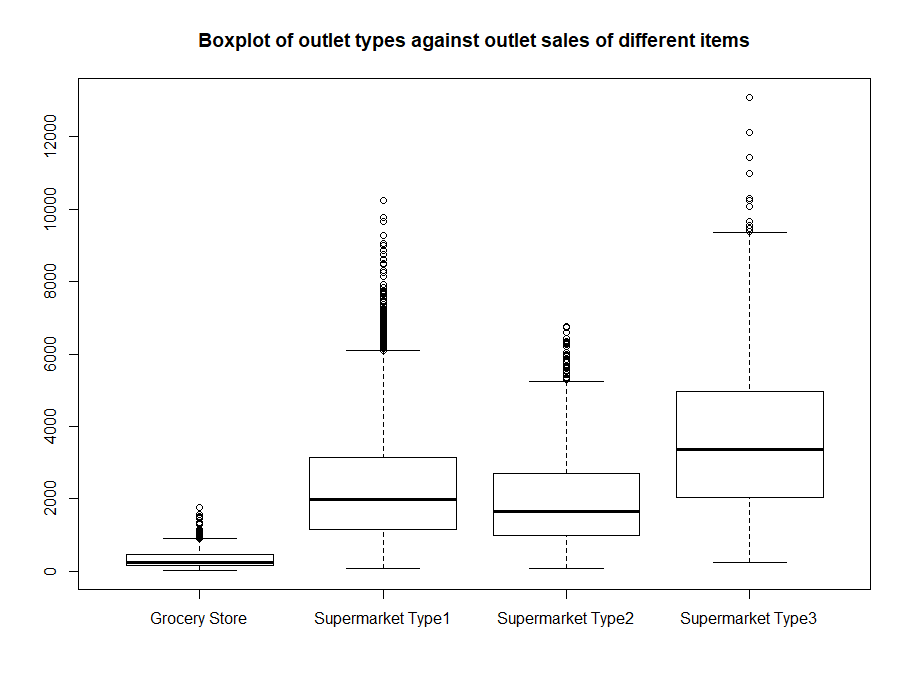 Boxplot of outlet types against outlet sales of different items
12000
10000
8000
6000
4000
2000
0
Grocery Store
Supermarket Type1
Supermarket Type2
Supermarket Type3